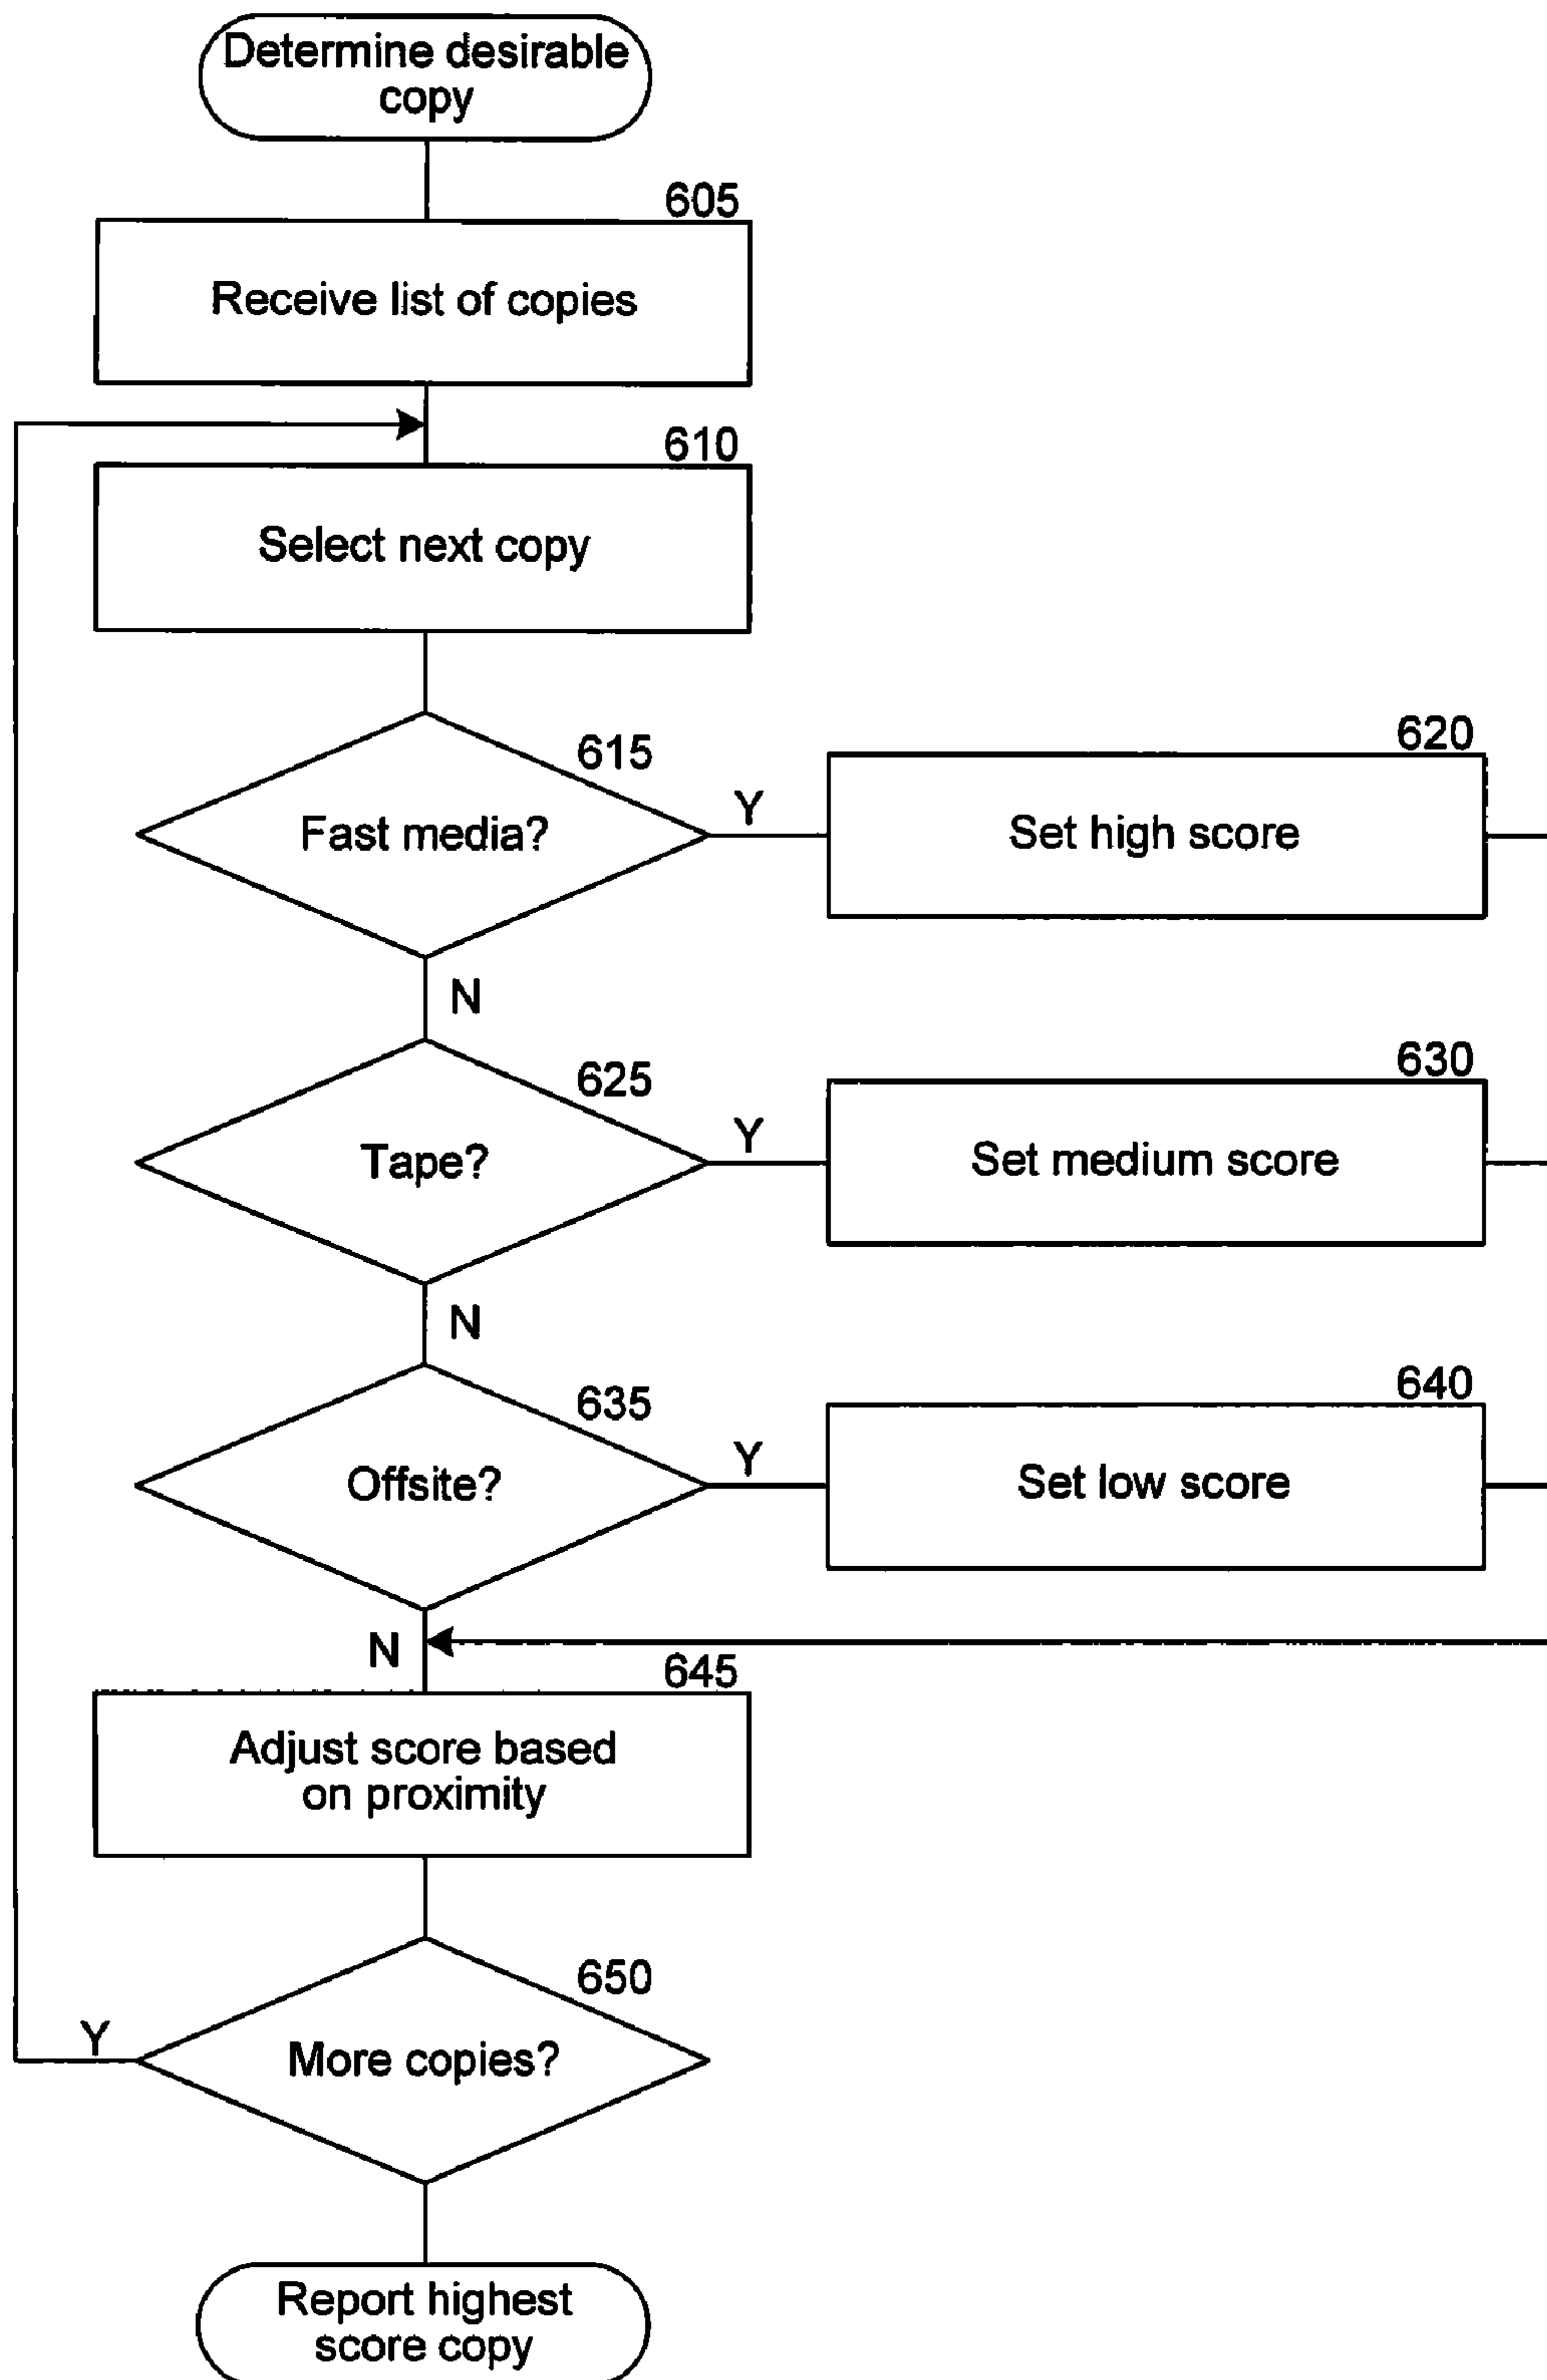 Determine desirable
copy
605
Receive list of copies
610
Select next copy
615
Fast media?
Y
620
Set high score
N
625
Tape?
Y
630
Set medium score
N
635
Offsite?
Y
640
Set low score
N
645
Adjust score based
on proximity
650
More copies?
Y
Report highest
score copy